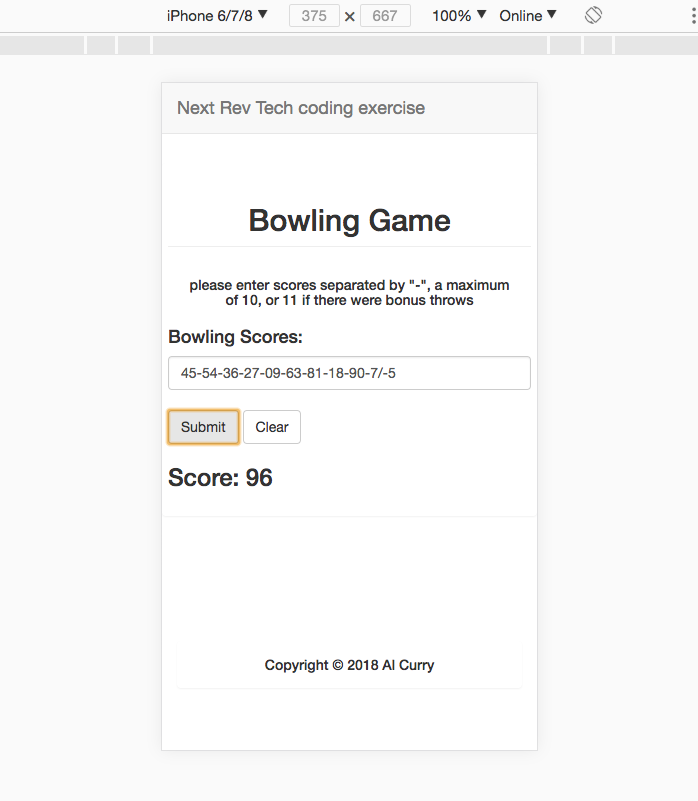 iPhone 6/7/8 ▼ 375 × 667 100% ▼ Online ▼
Next Rev Tech coding exercise
Bowling Game
please enter scores separated by "-", a maximum
of 10, or 11 if there were bonus throws
Bowling Scores:
45-54-36-27-09-63-81-18-90-7/-5
Submit Clear
Score: 96
Copyright © 2018 Al Curry